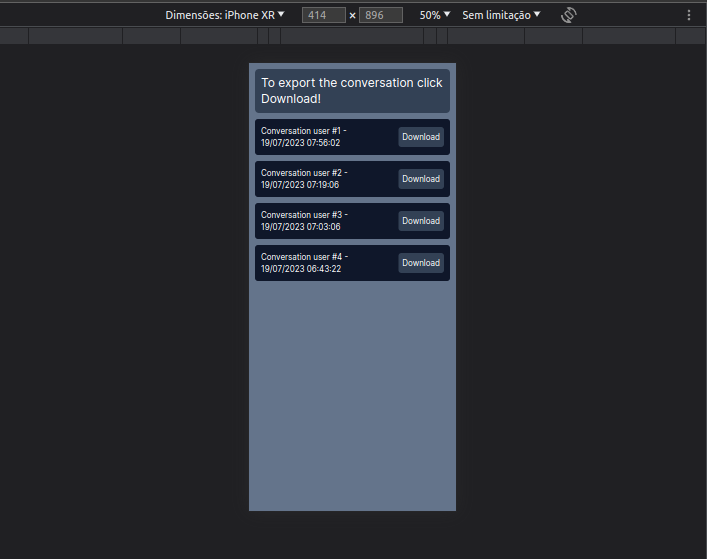 Dimensões: iPhone XR 414 × 896 50% Sem limitação
To export the conversation click
Download!
Conversation user #1 -
19/07/2023 07:56:02
Download
Conversation user #2 -
19/07/2023 07:19:06
Download
Conversation user #3 -
19/07/2023 07:03:06
Download
Conversation user #4 -
19/07/2023 06:43:22
Download